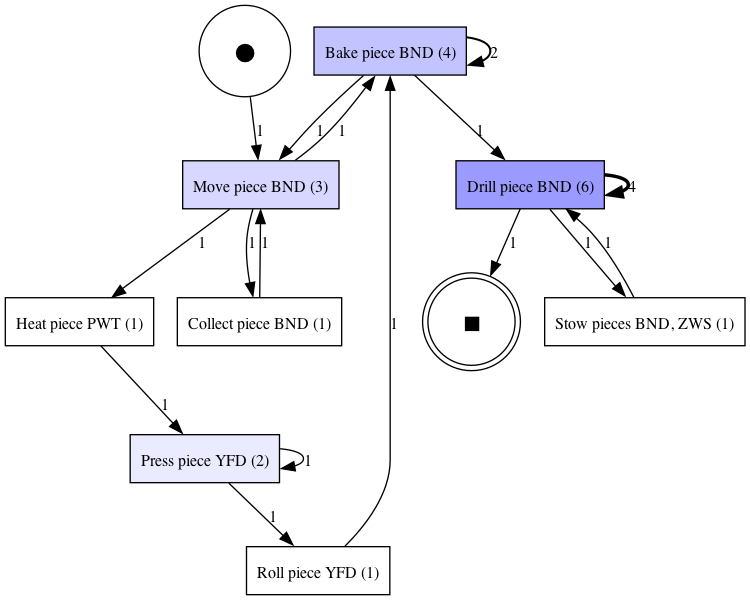 Bake piece BND (4)
2
1
1
1
1
Move piece BND (3)
Drill piece BND (6)
4
1
1
1
1
1
1
Heat piece PWT (1)
Collect piece BND (1)
1
Stow pieces BND, ZWS (1)
1
Press piece YFD (2)
1
1
Roll piece YFD (1)